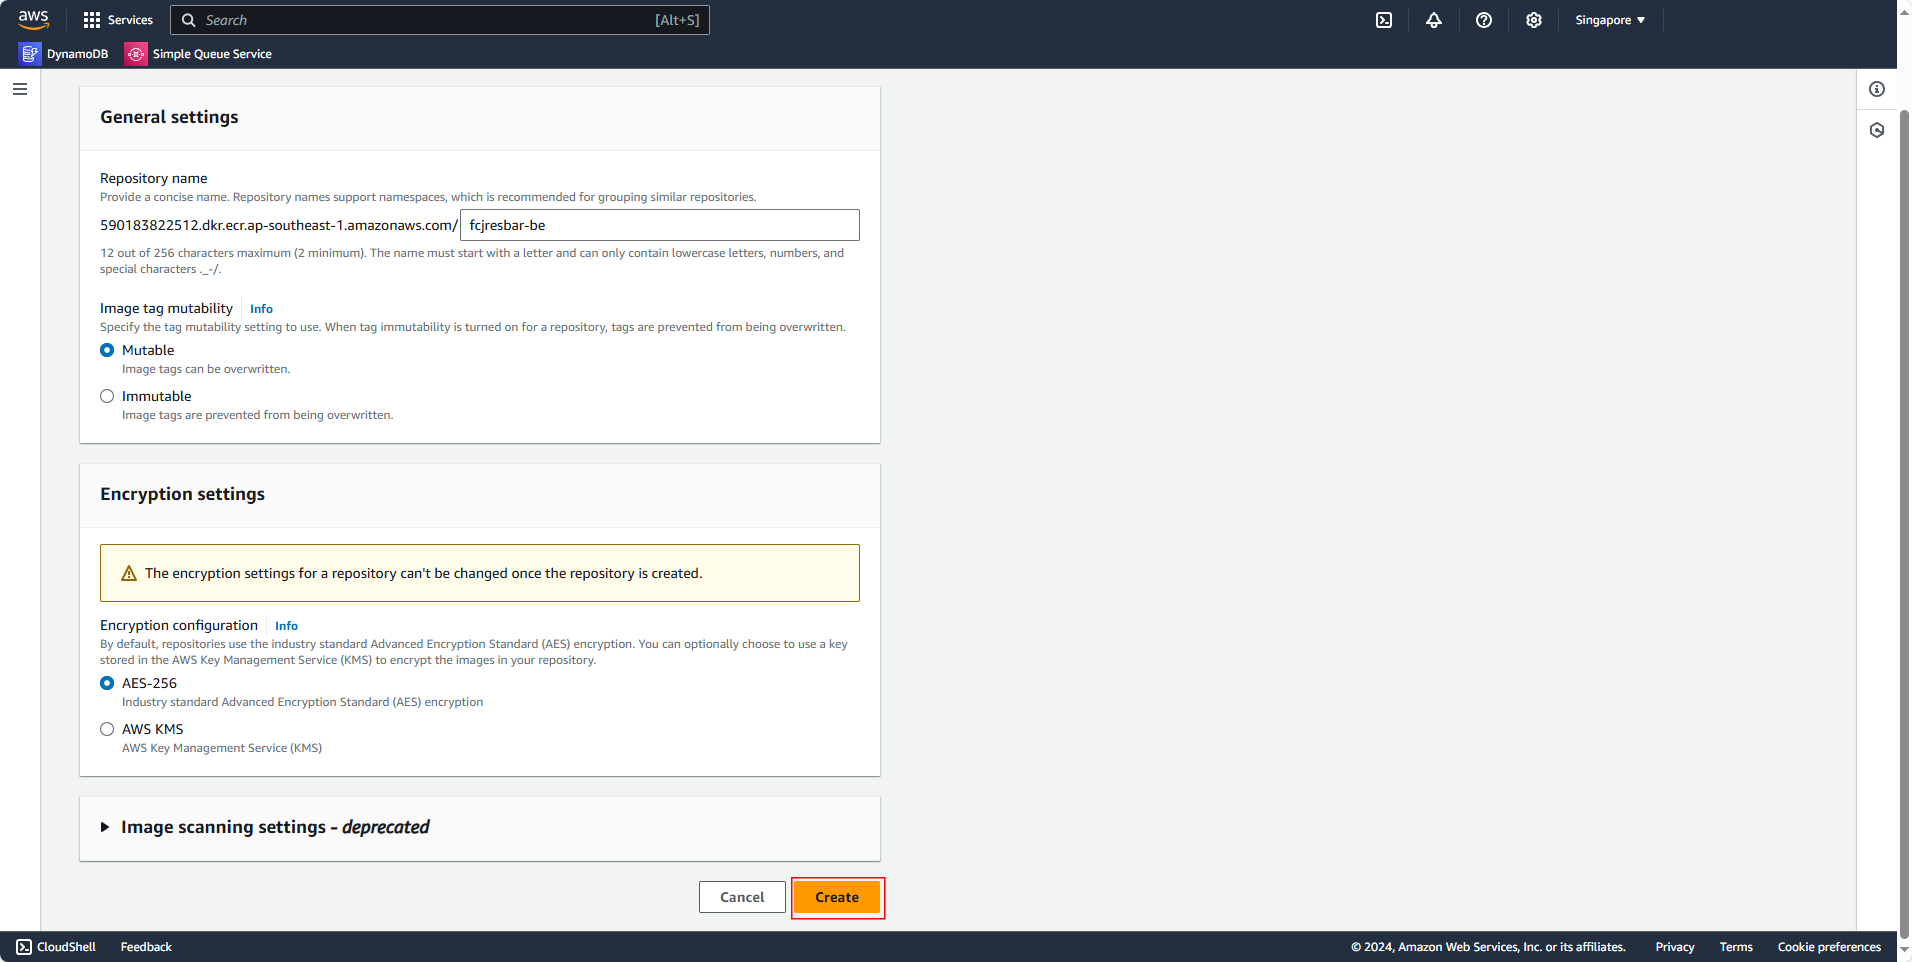 aws
Services
Search
[Alt+S]
Singapore
DynamoDB
Simple Queue Service
General settings
Repository name
Provide a concise name. Repository names support namespaces, which is recommended for grouping similar repositories.
590183822512.dkr.ecr.ap-southeast-1.amazonaws.com/
fcjresbar-be
12 out of 256 characters maximum (2 minimum). The name must start with a letter and can only contain lowercase letters, numbers, and
special characters ._-/.
Image tag mutability
Info
Specify the tag mutability setting to use. When tag immutability is turned on for a repository, tags are prevented from being overwritten.
Mutable
Image tags can be overwritten.
Immutable
Image tags are prevented from being overwritten.
Encryption settings
The encryption settings for a repository can't be changed once the repository is created.
Encryption configuration
Info
By default, repositories use the industry standard Advanced Encryption Standard (AES) encryption. You can optionally choose to use a key
stored in the AWS Key Management Service (KMS) to encrypt the images in your repository.
AES-256
Industry standard Advanced Encryption Standard (AES) encryption
AWS KMS
AWS Key Management Service (KMS)
Image scanning settings - deprecated
Cancel
Create
CloudShell
Feedback
© 2024, Amazon Web Services, Inc. or its affiliates.
Privacy
Terms
Cookie preferences